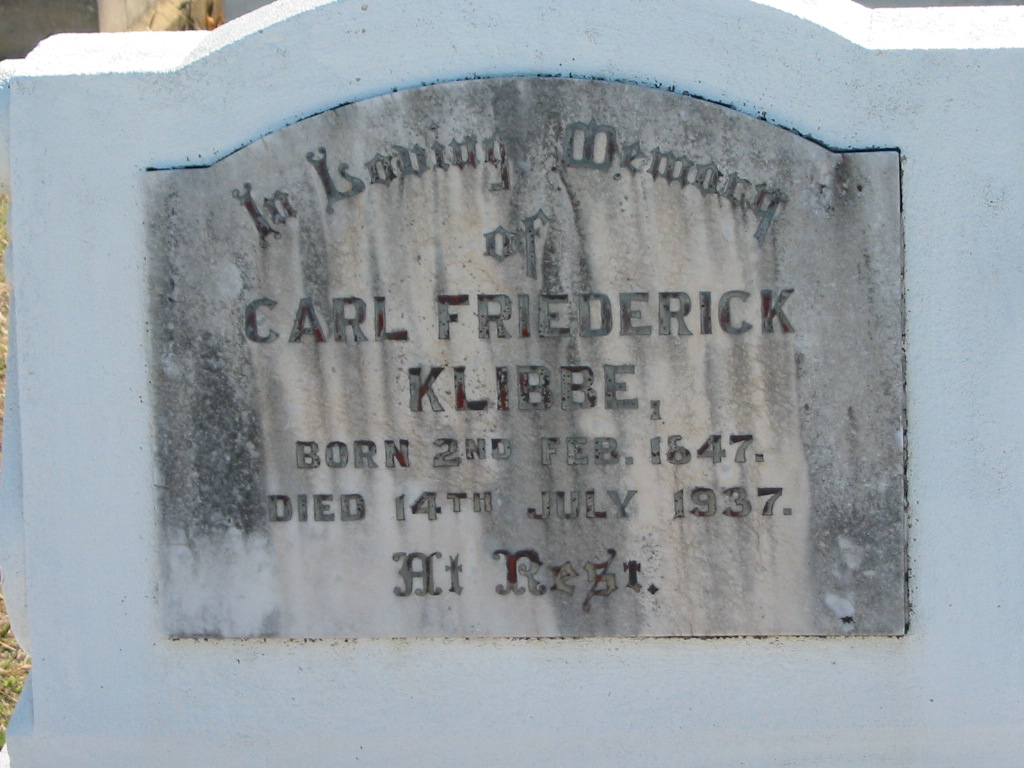 In Loving Memory
of
CARL FRIEDERICK
KLIBBE,
BORN 2ND FEB. 1847.
DIED 14TH JULY 1937.
At Rest.